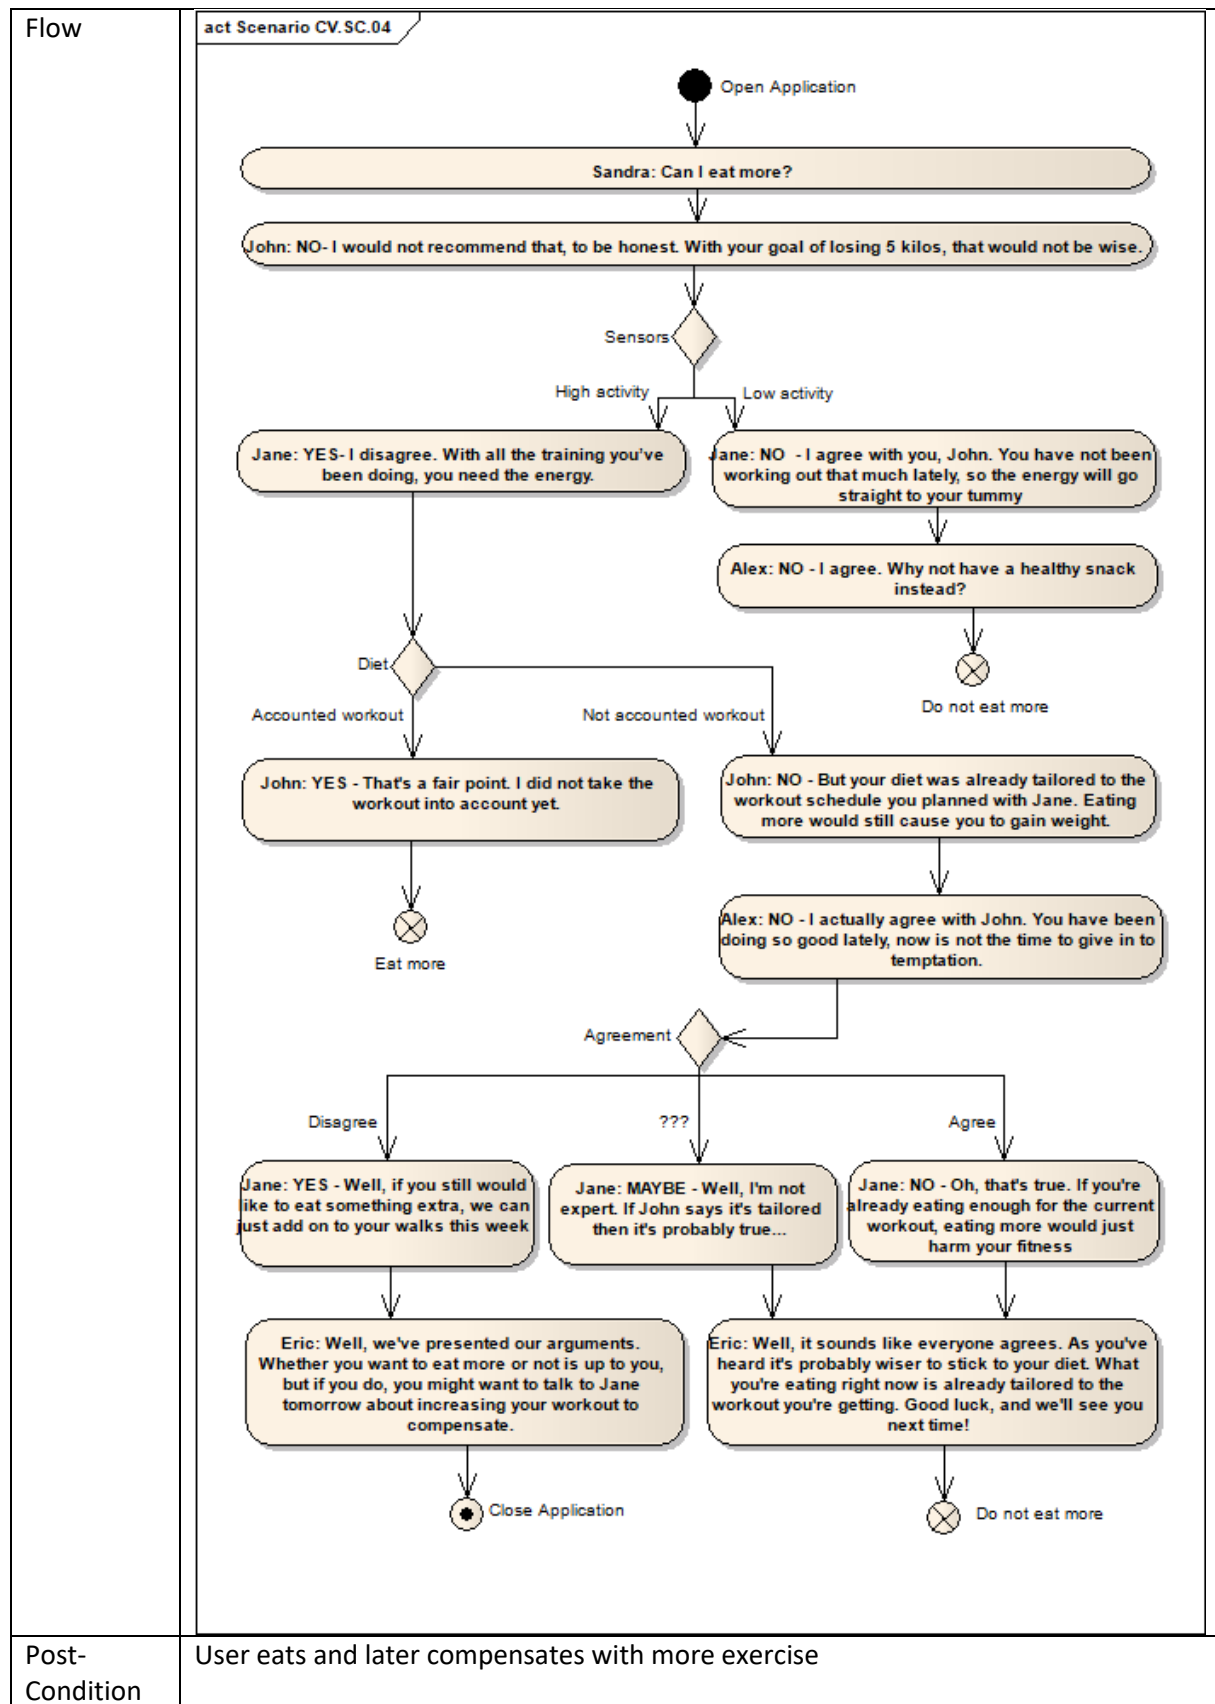 Flow
act Scenario CV.SC.04
Open Application
Sandra: Can I eat more?
John: NO- I would not recommend that, to be honest. With your goal of losing 5 kilos, that would not be wise.
Sensors
High activity
Low activity
Jane: YES- I disagree. With all the training you've
been doing, you need the energy.
Jane: NO - I agree with you, John. You have not been
working out that much lately, so the energy will go
straight to your tummy
Alex: NO - I agree. Why not have a healthy snack
instead?
Do not eat more
Diet
Accounted workout
Not accounted workout
John: YES - That's a fair point. I did not take the
workout into account yet.
John: NO - But your diet was already tailored to the
workout schedule you planned with Jane. Eating
more would still cause you to gain weight.
Eat more
Alex: NO - I actually agree with John. You have been
doing so good lately, now is not the time to give in to
temptation.
Agreement
Disagree
???
Agree
Jane: YES - Well, if you still would
like to eat something extra, we can
just add on to your walks this week
Jane: MAYBE - Well, I'm not
expert. If John says it's tailored
then it's probably true...
Jane: NO - Oh, that's true. If you're
already eating enough for the current
workout, eating more would just
harm your fitness
Eric: Well, we've presented our arguments.
Whether you want to eat more or not is up to you,
but if you do, you might want to talk to Jane
tomorrow about increasing your workout to
compensate.
Eric: Well, it sounds like everyone agrees. As you've
heard it's probably wiser to stick to your diet. What
you're eating right now is already tailored to the
workout you're getting. Good luck, and we'll see you
next time!
Close Application
Do not eat more
Post-
Condition
User eats and later compensates with more exercise